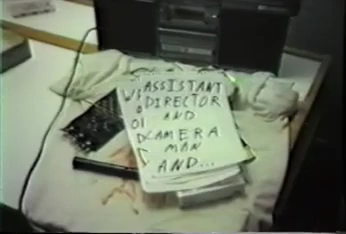 ASSISTANT
DIRECTOR
AND
CAMERA
MAN
AND...